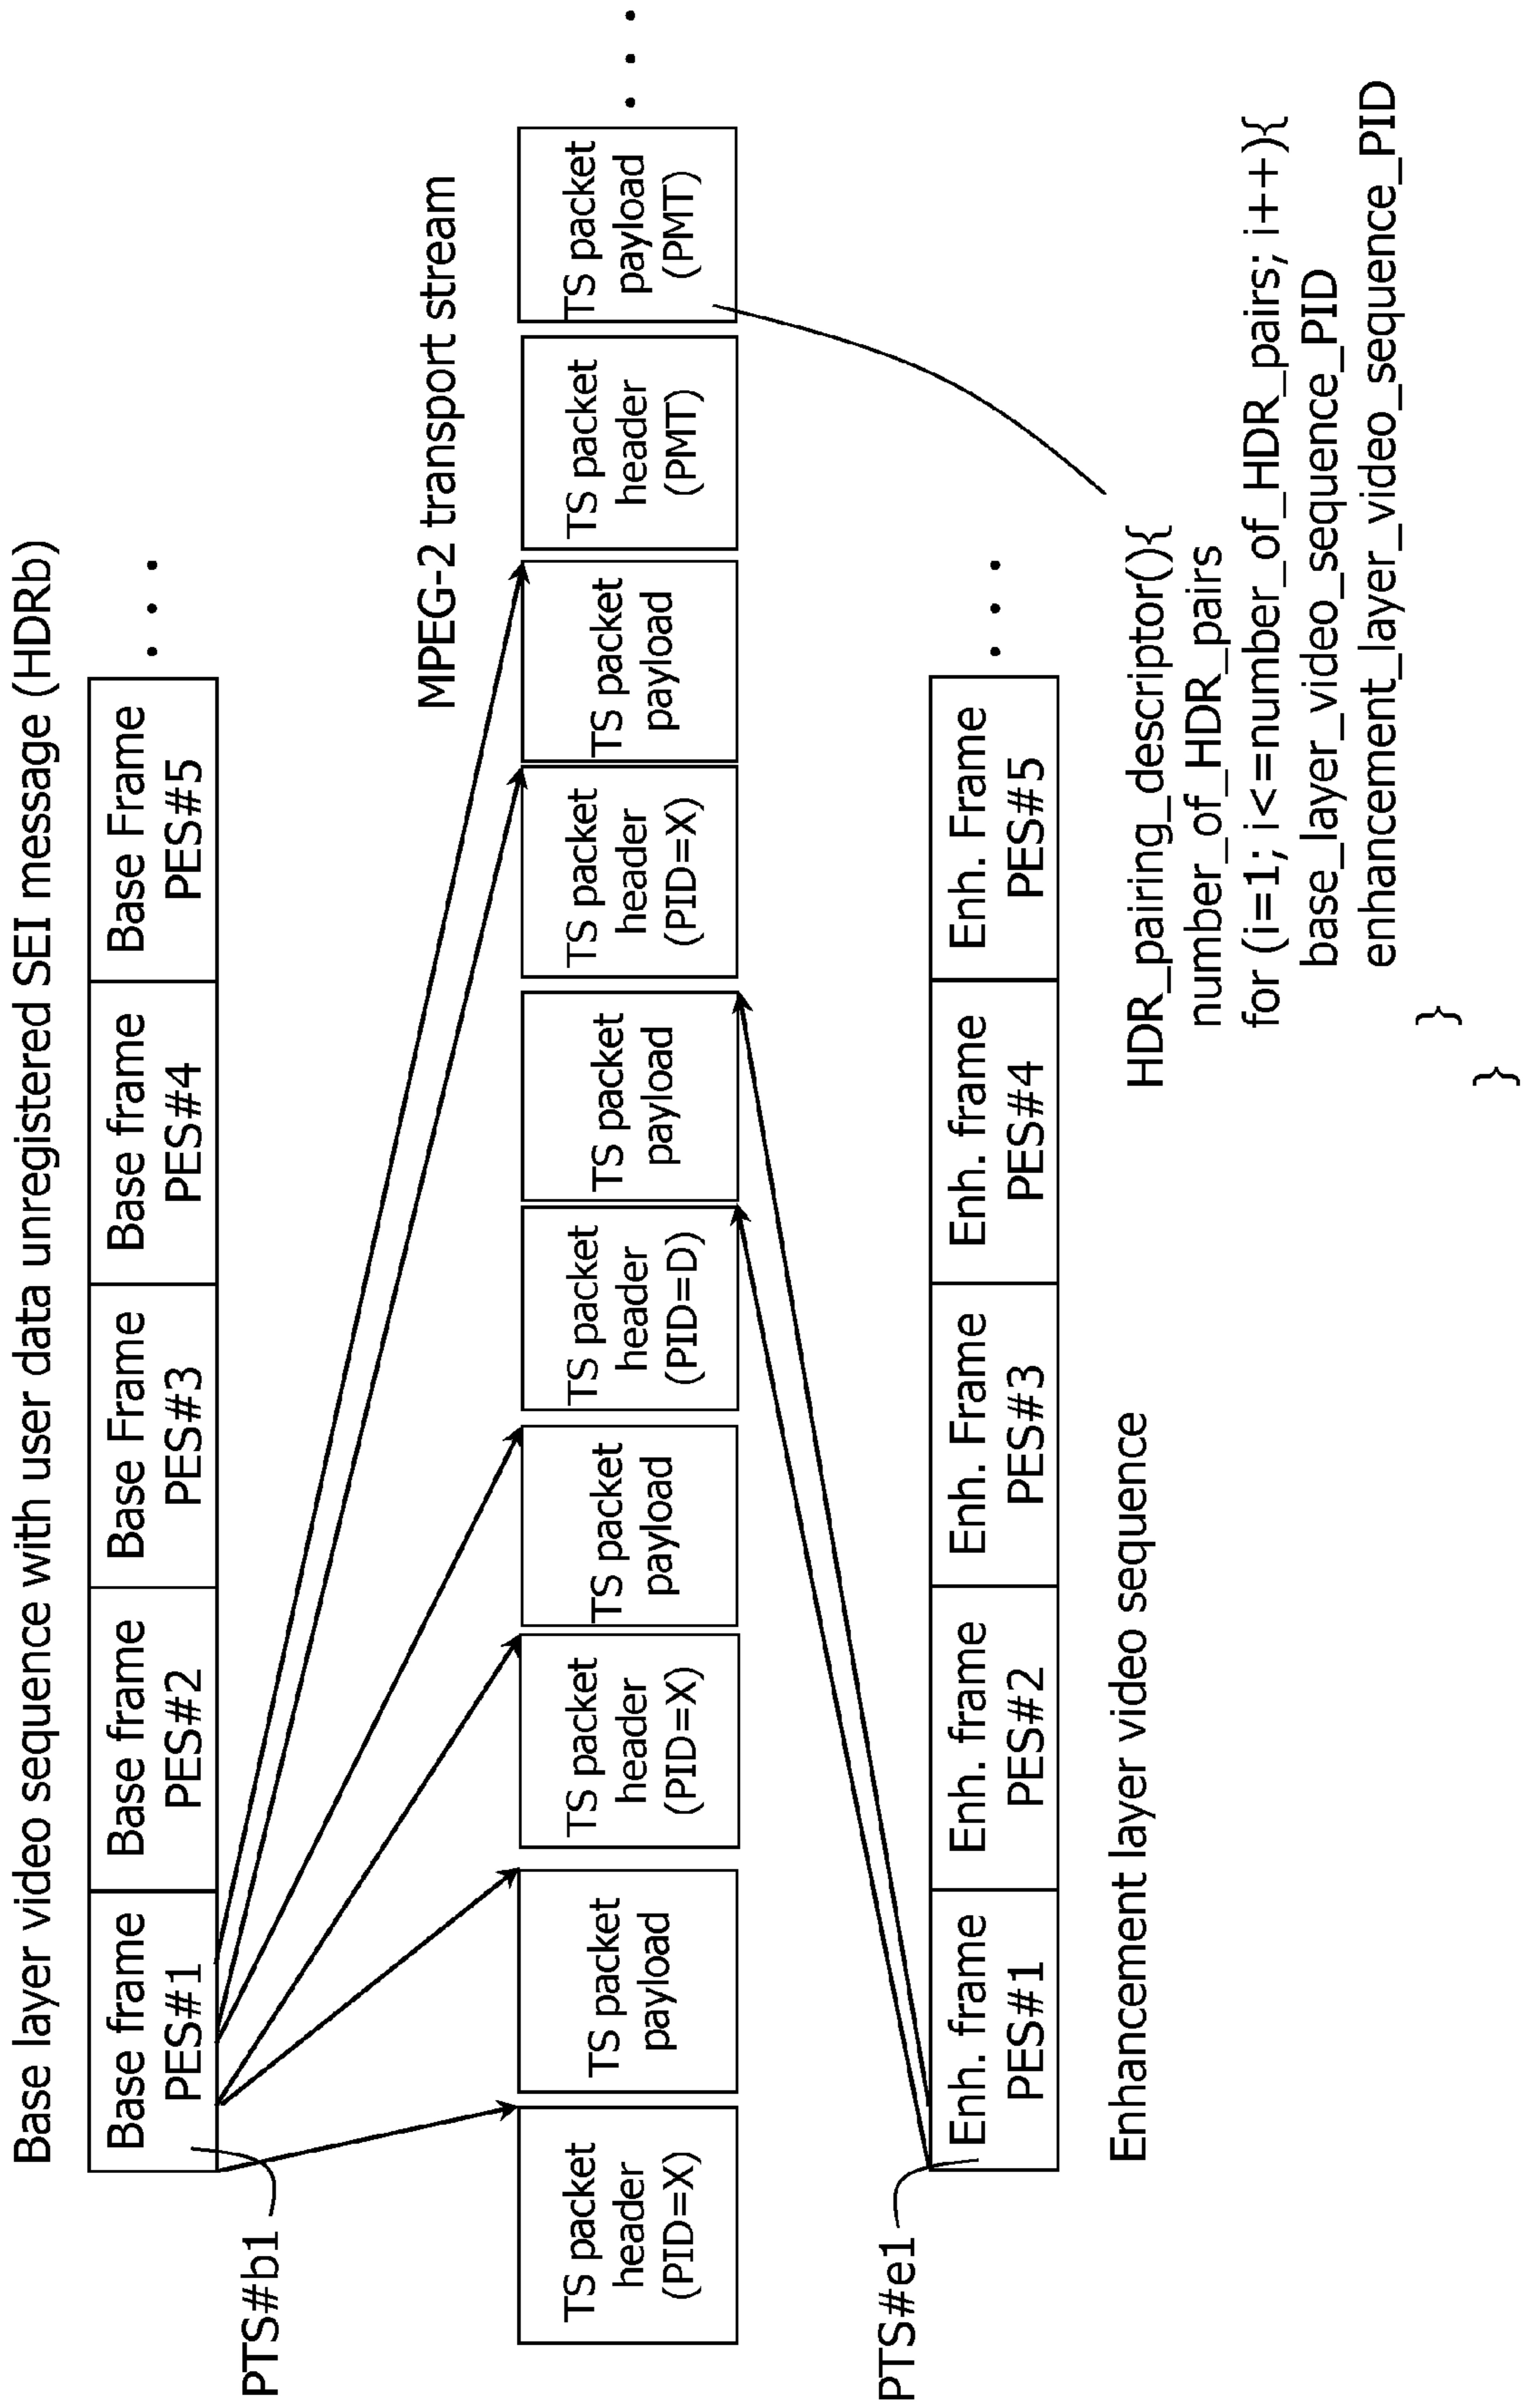 Base layer video sequence with user data unregistered SEI message (HDRb)
Base frame
PES#1
Base frame
PES#2
Base Frame
PES#3
Base frame
PES#4
Base Frame
PES#5
. . .
PTS#b1
MPEG-2 transport stream
TS packet
header
(PID=X)
TS packet
payload
TS packet
header
(PID=X)
TS packet
payload
TS packet
header
(PID=D)
TS packet
payload
TS packet
header
(PID=X)
TS packet
payload
TS packet
header
(PMT)
TS packet
payload
(PMT)
. . .
PTS#e1
Enh. frame
PES#1
Enh. frame
PES#2
Enh. Frame
PES#3
Enh. frame
PES#4
Enh. Frame
PES#5
. . .
Enhancement layer video sequence
HDR_pairing_descriptor(){
number_of_HDR_pairs
for (i=1; i<=number_of_HDR_pairs; i++){
base_layer_video_sequence_PID
enhancement_layer_video_sequence_PID
}
}